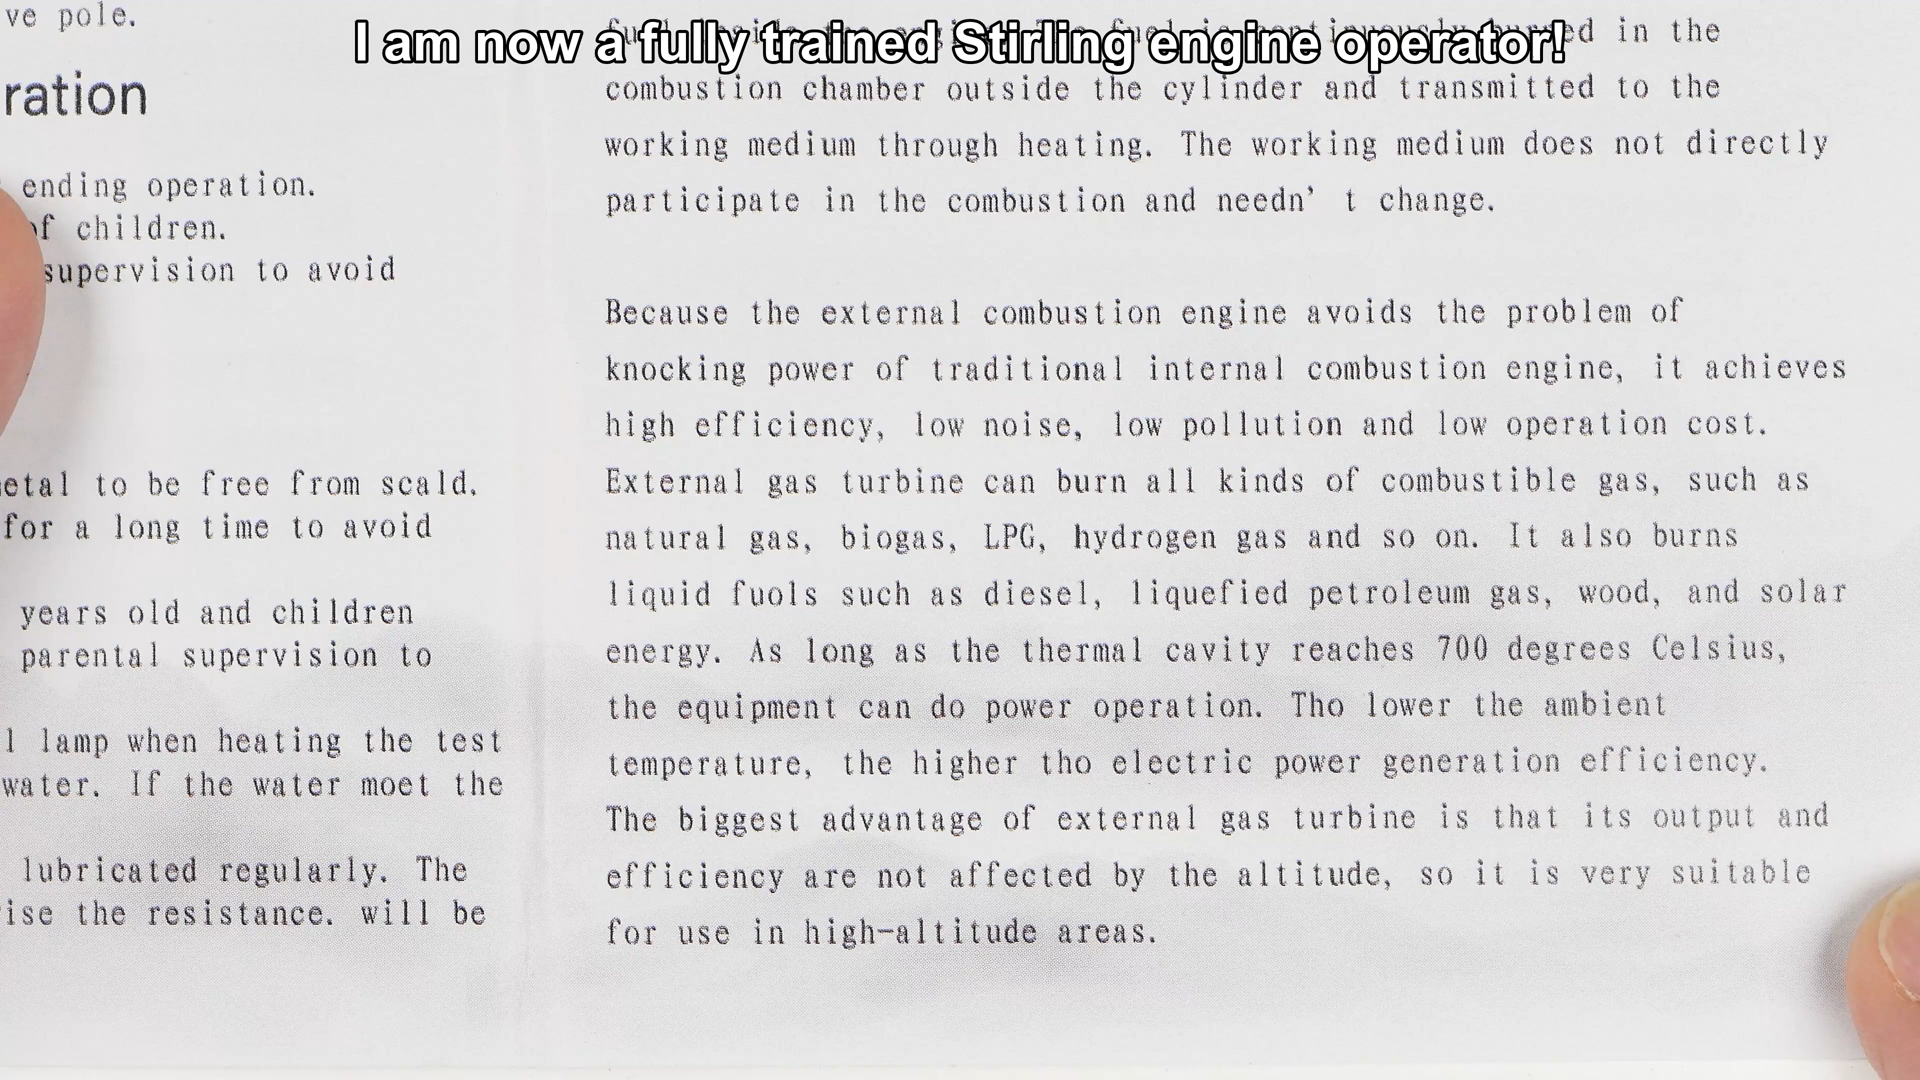 I am now a fully trained Stirling engine operator!
ve pole.
ration
ending operation.
of children.
supervision to avoid
etal to be free from scald.
for a long time to avoid
years old and children
parental supervision to
l lamp when heating the test
water. If the water moet the
lubricated regularly. The
ise the resistance. will be
in the
combustion chamber outside the cylinder and transmitted to the
working medium through heating. The working medium does not directly
participate in the combustion and needn’ t change.
Because the external combustion engine avoids the problem of
knocking power of traditional internal combustion engine, it achieves
high efficiency, low noise, low pollution and low operation cost.
External gas turbine can burn all kinds of combustible gas, such as
natural gas, biogas, LPG, hydrogen gas and so on. It also burns
liquid fuols such as diesel, liquefied petroleum gas, wood, and solar
energy. As long as the thermal cavity reaches 700 degrees Celsius,
the equipment can do power operation. Tho lower the ambient
temperature, the higher tho electric power generation efficiency.
The biggest advantage of external gas turbine is that its output and
efficiency are not affected by the altitude, so it is very suitable
for use in high-altitude areas.